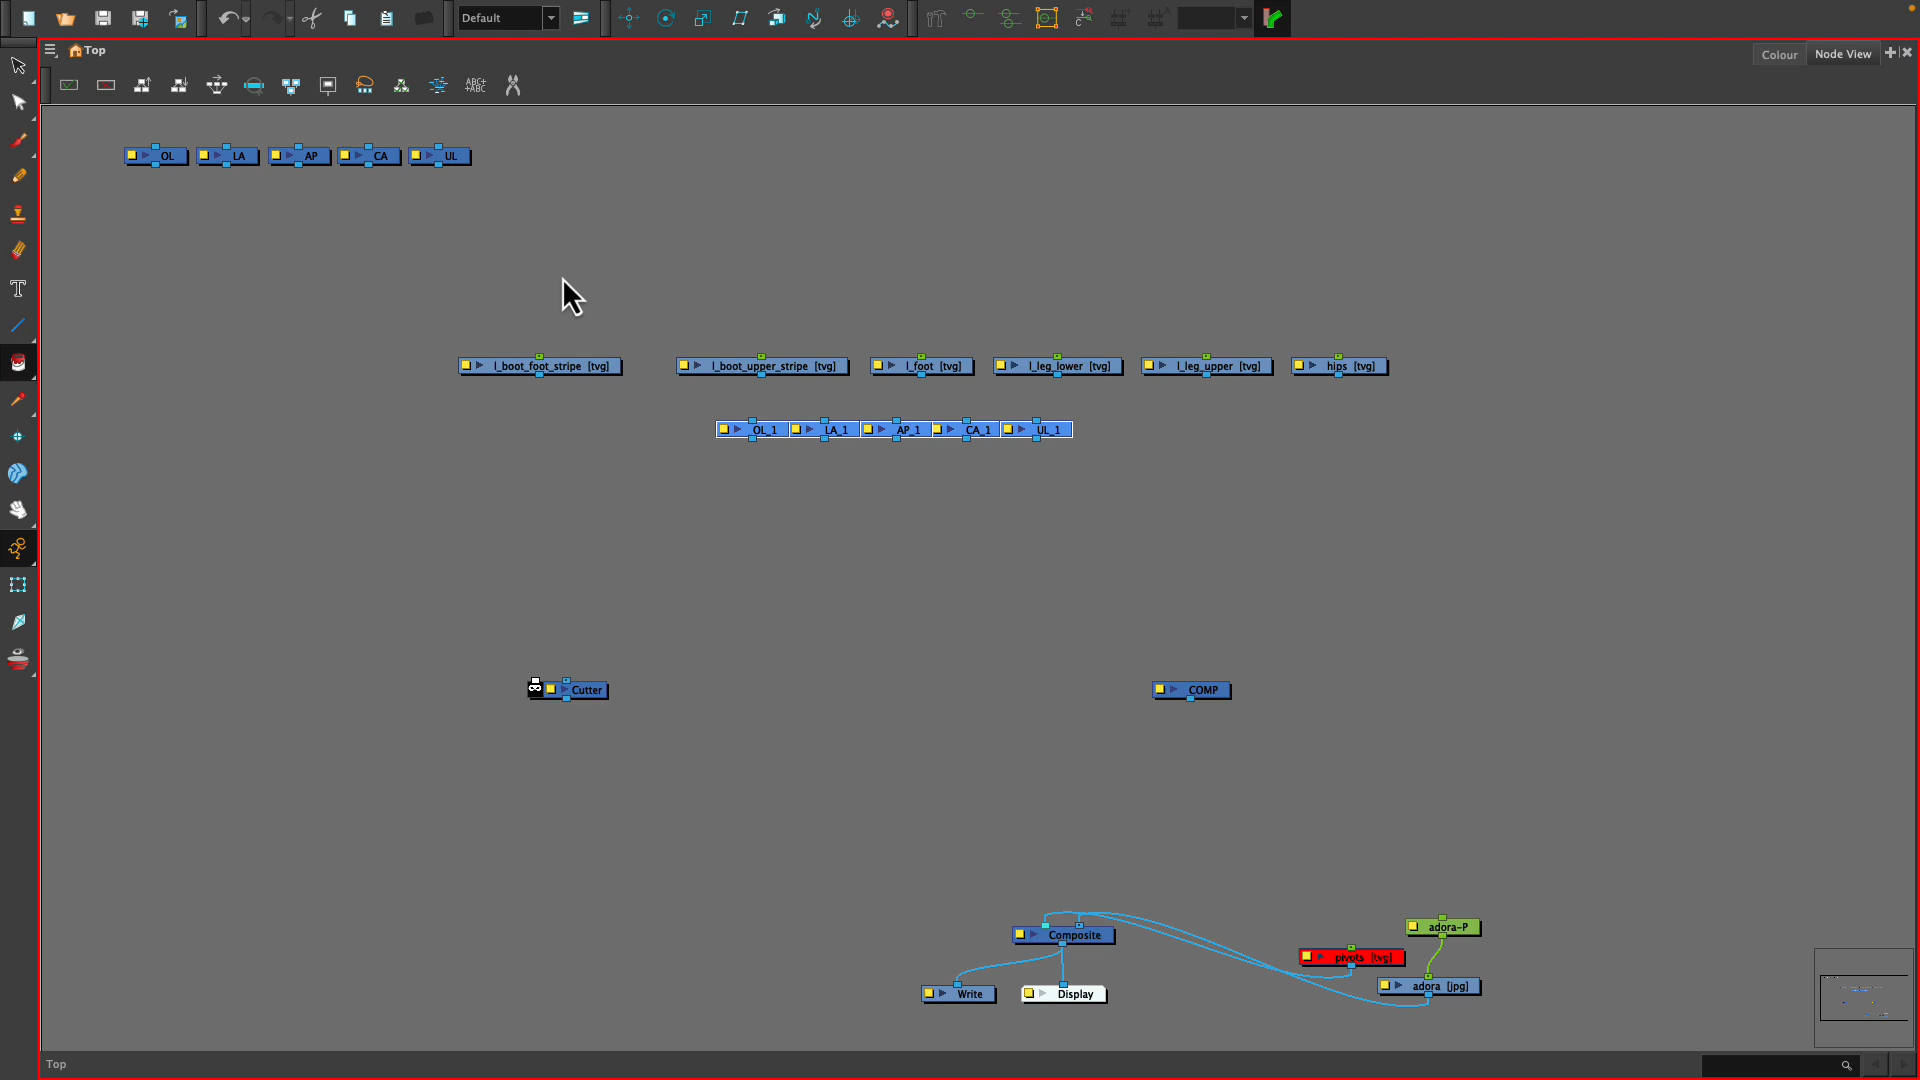 Default
Top
Colour
Node View
ABC+
+ABC
OL
LA
AP
CA
UL
l_boot_foot_stripe [tvg]
l_boot_upper_stripe [tvg]
l_foot [tvg]
l_leg_lower [tvg]
l_leg_upper [tvg]
hips [tvg]
OL_1
LA_1
AP_1
CA_1
UL_1
Cutter
COMP
Composite
adora-P
pivots [tvg]
adora [jpg]
Write
Display
Top